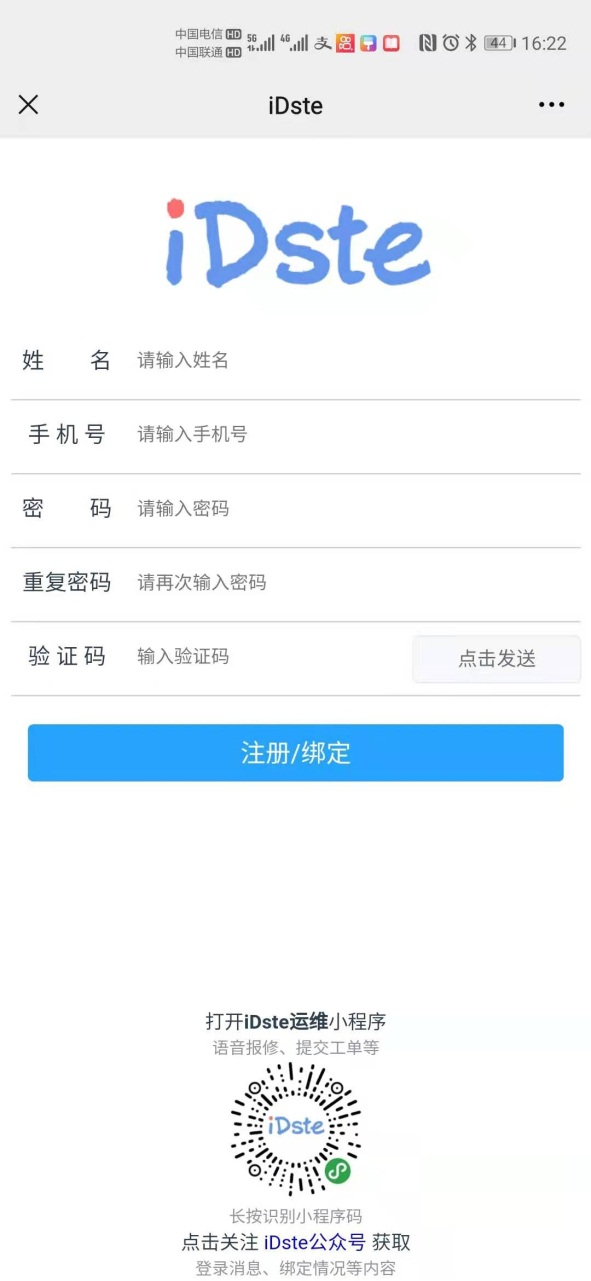 中国电信 HD 5G 4G 支 44 16:22
中国联通 HD
iDste
iDste
姓 名 请输入姓名
手机号 请输入手机号
密 码 请输入密码
重复密码 请再次输入密码
验证码 输入验证码 点击发送
注册/绑定
打开iDste运维小程序
语音报修、提交工单等
iDste
长按识别小程序码
点击关注 iDste公众号 获取
登录消息、绑定情况等内容